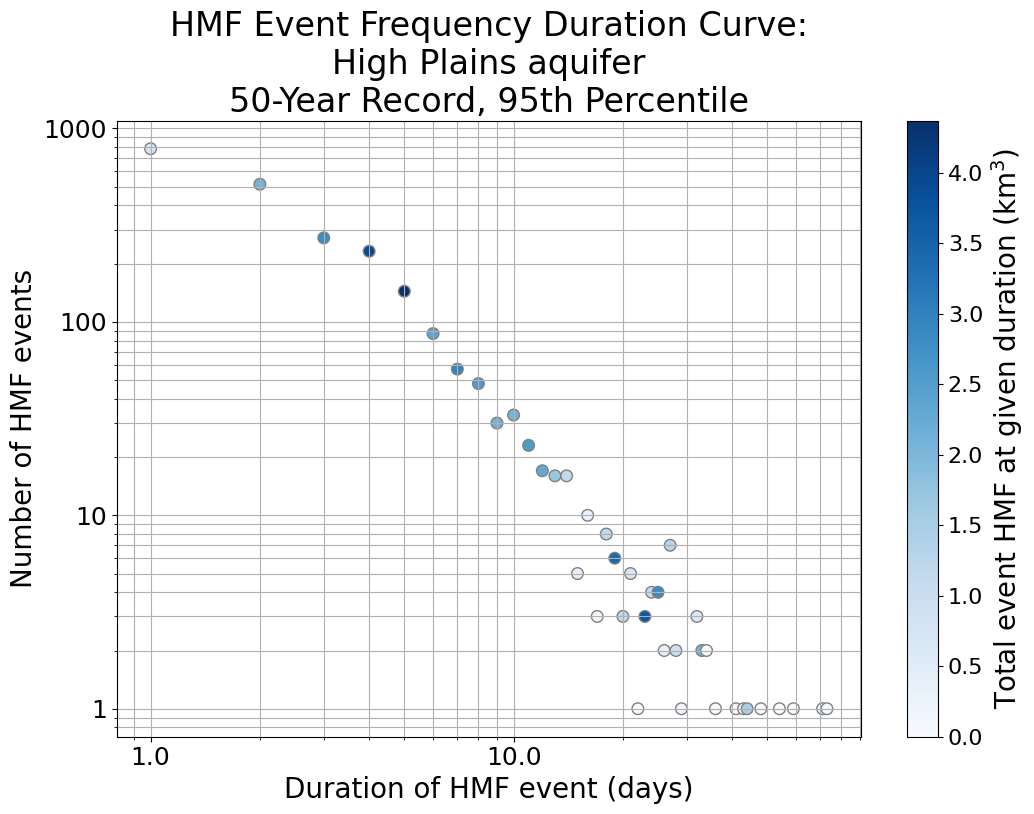 HMF Event Frequency Duration Curve:
High Plains aquifer
50-Year Record, 95th Percentile
1000
100
10
1
Number of HMF events
1.0
10.0
Duration of HMF event (days)
4.0
3.5
3.0
2.5
2.0
1.5
1.0
0.5
0.0
Total event HMF at given duration (km³)